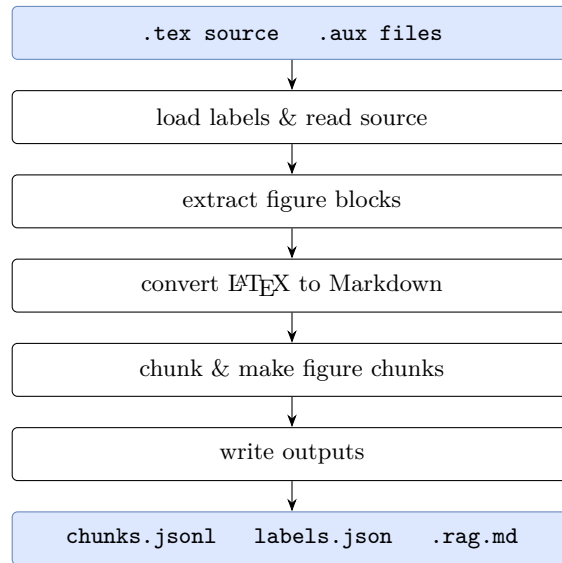 .tex source .aux files
load labels & read source
extract figure blocks
convert LATEX to Markdown
chunk & make figure chunks
write outputs
chunks.jsonl labels.json .rag.md